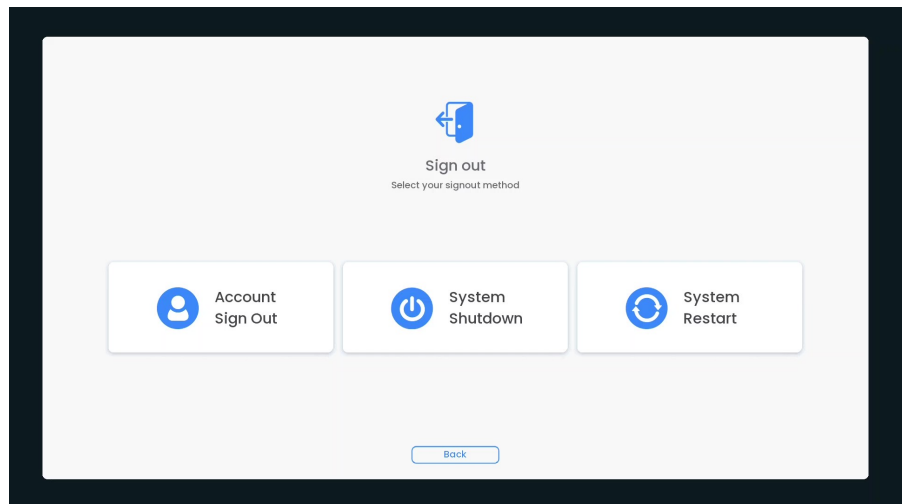 Sign out
Select your signout method
Account
Sign Out
System
Shutdown
System
Restart
Back